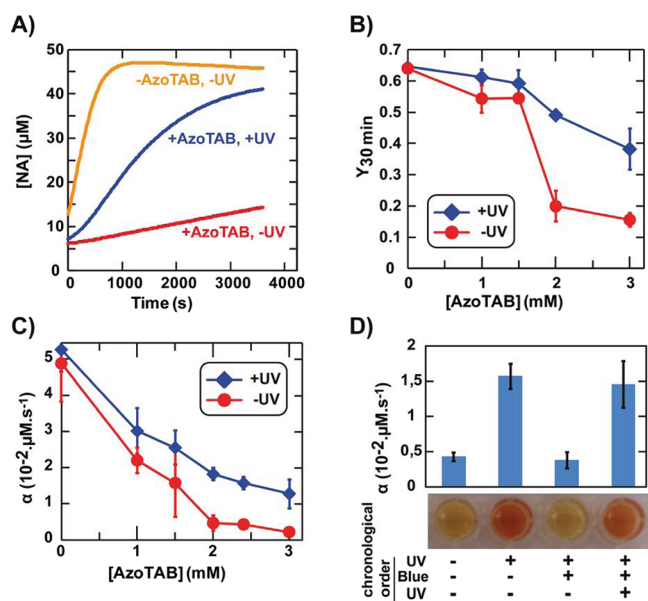 A)
[NA] (µM)
50
40
30
20
10
0
-AzoTAB, -UV
+AzoTAB, +UV
+AzoTAB, -UV
0 1000 2000 3000 4000
Time (s)
B)
Y30 min
0.7
0.6
0.5
0.4
0.3
0.2
0.1
0
+UV
-UV
0 1 2 3
[AzoTAB] (mM)
C)
α (10-2.µM.s-1)
5
4
3
2
1
0
+UV
-UV
0 1 2 3
[AzoTAB] (mM)
D)
α (10-2.µM.s-1)
2
1.5
1
0,5
0
chronological
order
UV - + + +
Blue - - + +
UV - - - +